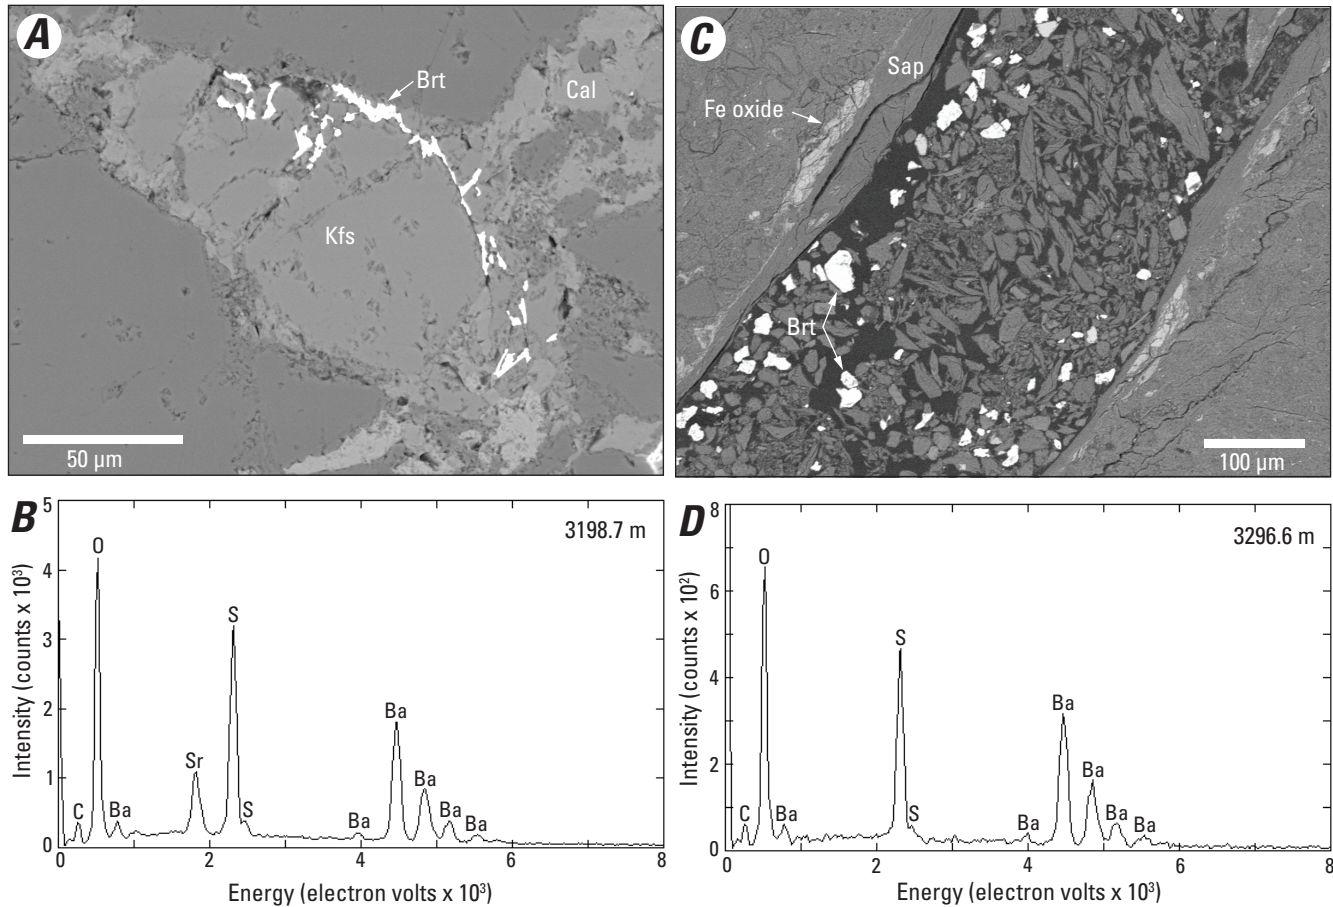 A
Brt
Cal
Kfs
50 µm
C
Sap
Fe oxide
Brt
100 µm
B
3198.7 m
Intensity (counts x 10³)
5
4
3
2
1
0
O
S
Ba
Sr
Ba
C
Ba
S
Ba
Ba
Ba
0
2
4
6
8
Energy (electron volts x 10³)
D
3296.6 m
Intensity (counts x 10²)
8
6
4
2
0
O
S
Ba
Ba
C
Ba
S
Ba
Ba
Ba
0
2
4
6
8
Energy (electron volts x 10³)